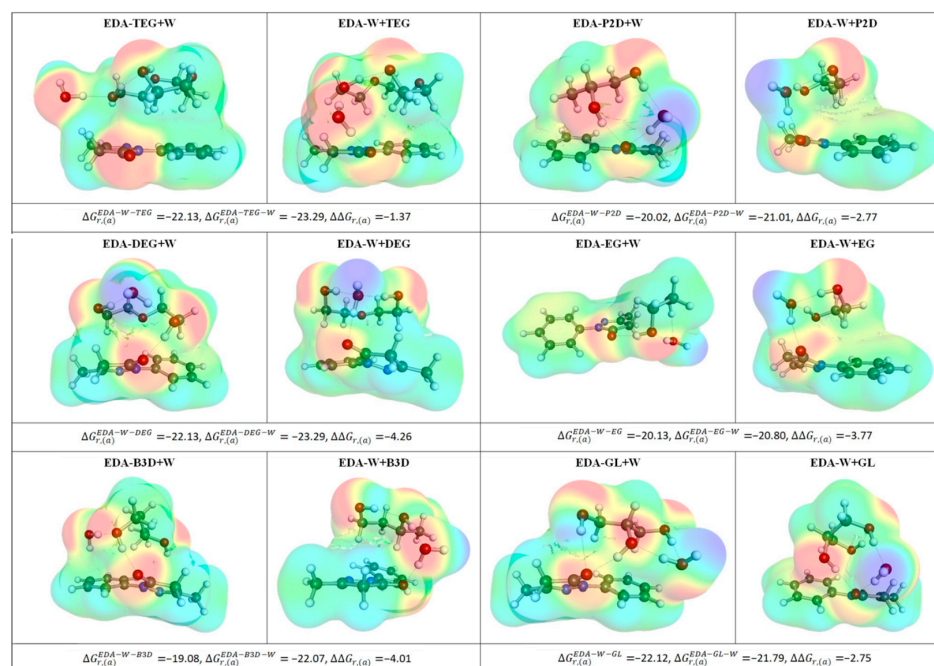 EDA-TEG+W EDA-W+TEG EDA-P2D+W EDA-W+P2D
ΔG_{r,(a)}^{EDA-W-TEG} =−22.13, ΔG_{r,(a)}^{EDA-TEG-W} = −23.29, ΔΔG_{r,(a)} =−1.37
ΔG_{r,(a)}^{EDA-W-P2D} =−20.02, ΔG_{r,(a)}^{EDA-P2D-W} =−21.01, ΔΔG_{r,(a)} =−2.77
EDA-DEG+W EDA-W+DEG EDA-EG+W EDA-W+EG
ΔG_{r,(a)}^{EDA-W-DEG} =−22.13, ΔG_{r,(a)}^{EDA-DEG-W} = −23.29, ΔΔG_{r,(a)} =−4.26
ΔG_{r,(a)}^{EDA-W-EG} =−20.13, ΔG_{r,(a)}^{EDA-EG-W} =−20.80, ΔΔG_{r,(a)} =−3.77
EDA-B3D+W EDA-W+B3D EDA-GL+W EDA-W+GL
ΔG_{r,(a)}^{EDA-W-B3D} =−19.08, ΔG_{r,(a)}^{EDA-B3D-W} =−22.07, ΔΔG_{r,(a)} =−4.01
ΔG_{r,(a)}^{EDA-W-GL} =−22.12, ΔG_{r,(a)}^{EDA-GL-W} =−21.79, ΔΔG_{r,(a)} =−2.75